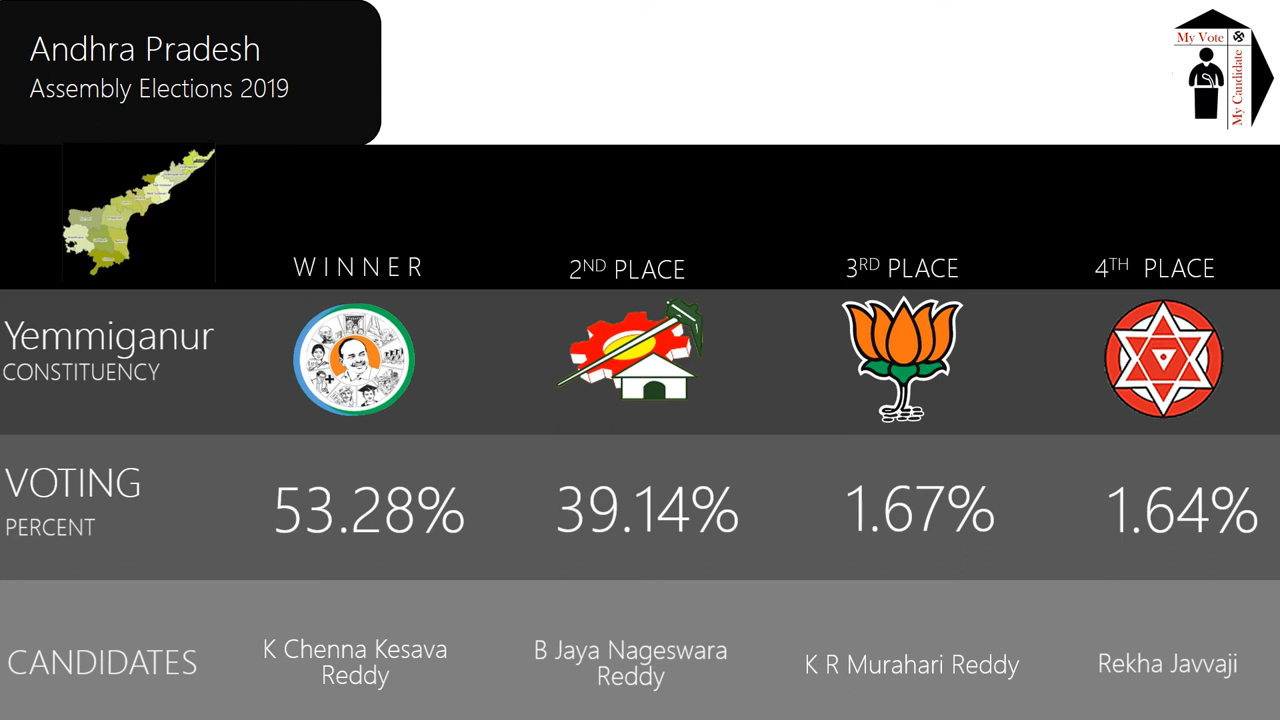 Andhra Pradesh
Assembly Elections 2019
My Vote
My Candidate
WINNER
2ND PLACE
3RD PLACE
4TH PLACE
Yemmiganur
CONSTITUENCY
VOTING
PERCENT
53.28%
39.14%
1.67%
1.64%
CANDIDATES
K Chenna Kesava
Reddy
B Jaya Nageswara
Reddy
K R Murahari Reddy
Rekha Javvaji